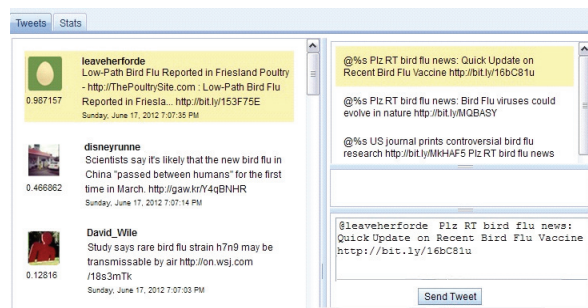 Tweets Stats
leaveherforde
Low-Path Bird Flu Reported in Friesland Poultry
- http://ThePoultrySite.com : Low-Path Bird Flu
Reported in Friesla... http://bit.ly/153F75E
Sunday, June 17, 2012 7:07:35 PM
0.987157
disneyrunne
Scientists say it's likely that the new bird flu in
China "passed between humans" for the first
time in March. http://gaw.kr/Y4qBNHR
Sunday, June 17, 2012 7:07:14 PM
0.466862
David_Wile
Study says rare bird flu strain h7n9 may be
transmissable by air http://on.wsj.com
/18s3mTk
Sunday, June 17, 2012 7:07:03 PM
0.12816
@%s Plz RT bird flu news: Quick Update on
Recent Bird Flu Vaccine http://bit.ly/16bC81u
@%s Plz RT bird flu news: Bird Flu viruses could
evolve in nature http://bit.ly/MQBASY
@%s US journal prints controversial bird flu
research http://bit.ly/MkHAF5 Plz RT bird flu news
@leaveherforde Plz RT bird flu news:
Quick Update on Recent Bird Flu Vaccine
http://bit.ly/16bC81u
Send Tweet